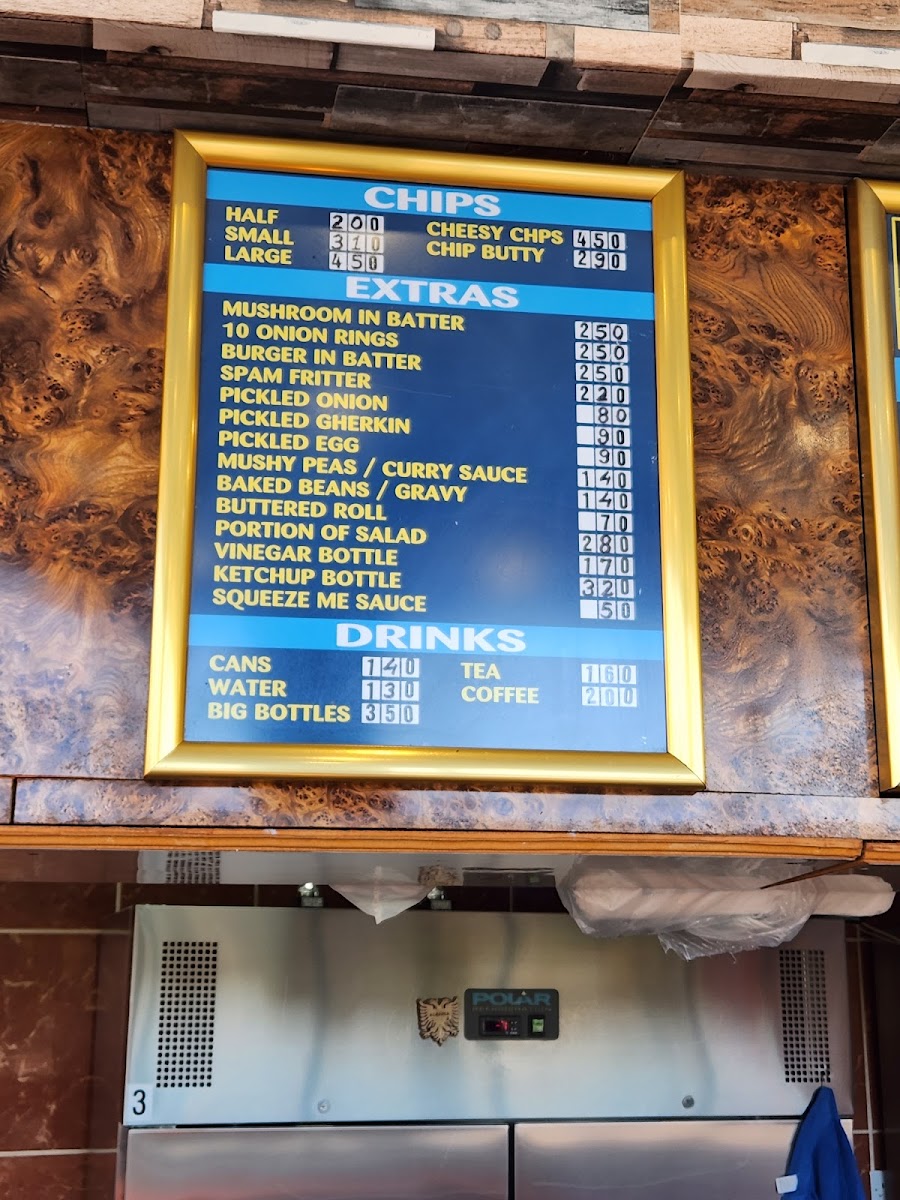 CHIPS
HALF 200
SMALL 310
LARGE 450
CHEESY CHPS 450
CHIP BUTTY 290
EXTRAS
MUSHROOM IN BATTER 250
10 ONION RINGS 250
BURGER IN BATTER 250
SPAM FRITTER 220
PICKLED ONION 80
PICKLED GHERKIN 90
PICKLED EGG 90
MUSHY PEAS / CURRY SAUCE 140
BAKED BEANS / GRAVY 140
BUTTERED ROLL 70
PORTION OF SALAD 280
VINEGAR BOTTLE 170
KETCHUP BOTTLE 320
SQUEEZE ME SAUCE 50
DRINKS
CANS 140
WATER 130
BIG BOTTLES 350
TEA 160
COFFEE 200
POLAR
REFRIGERATION
3